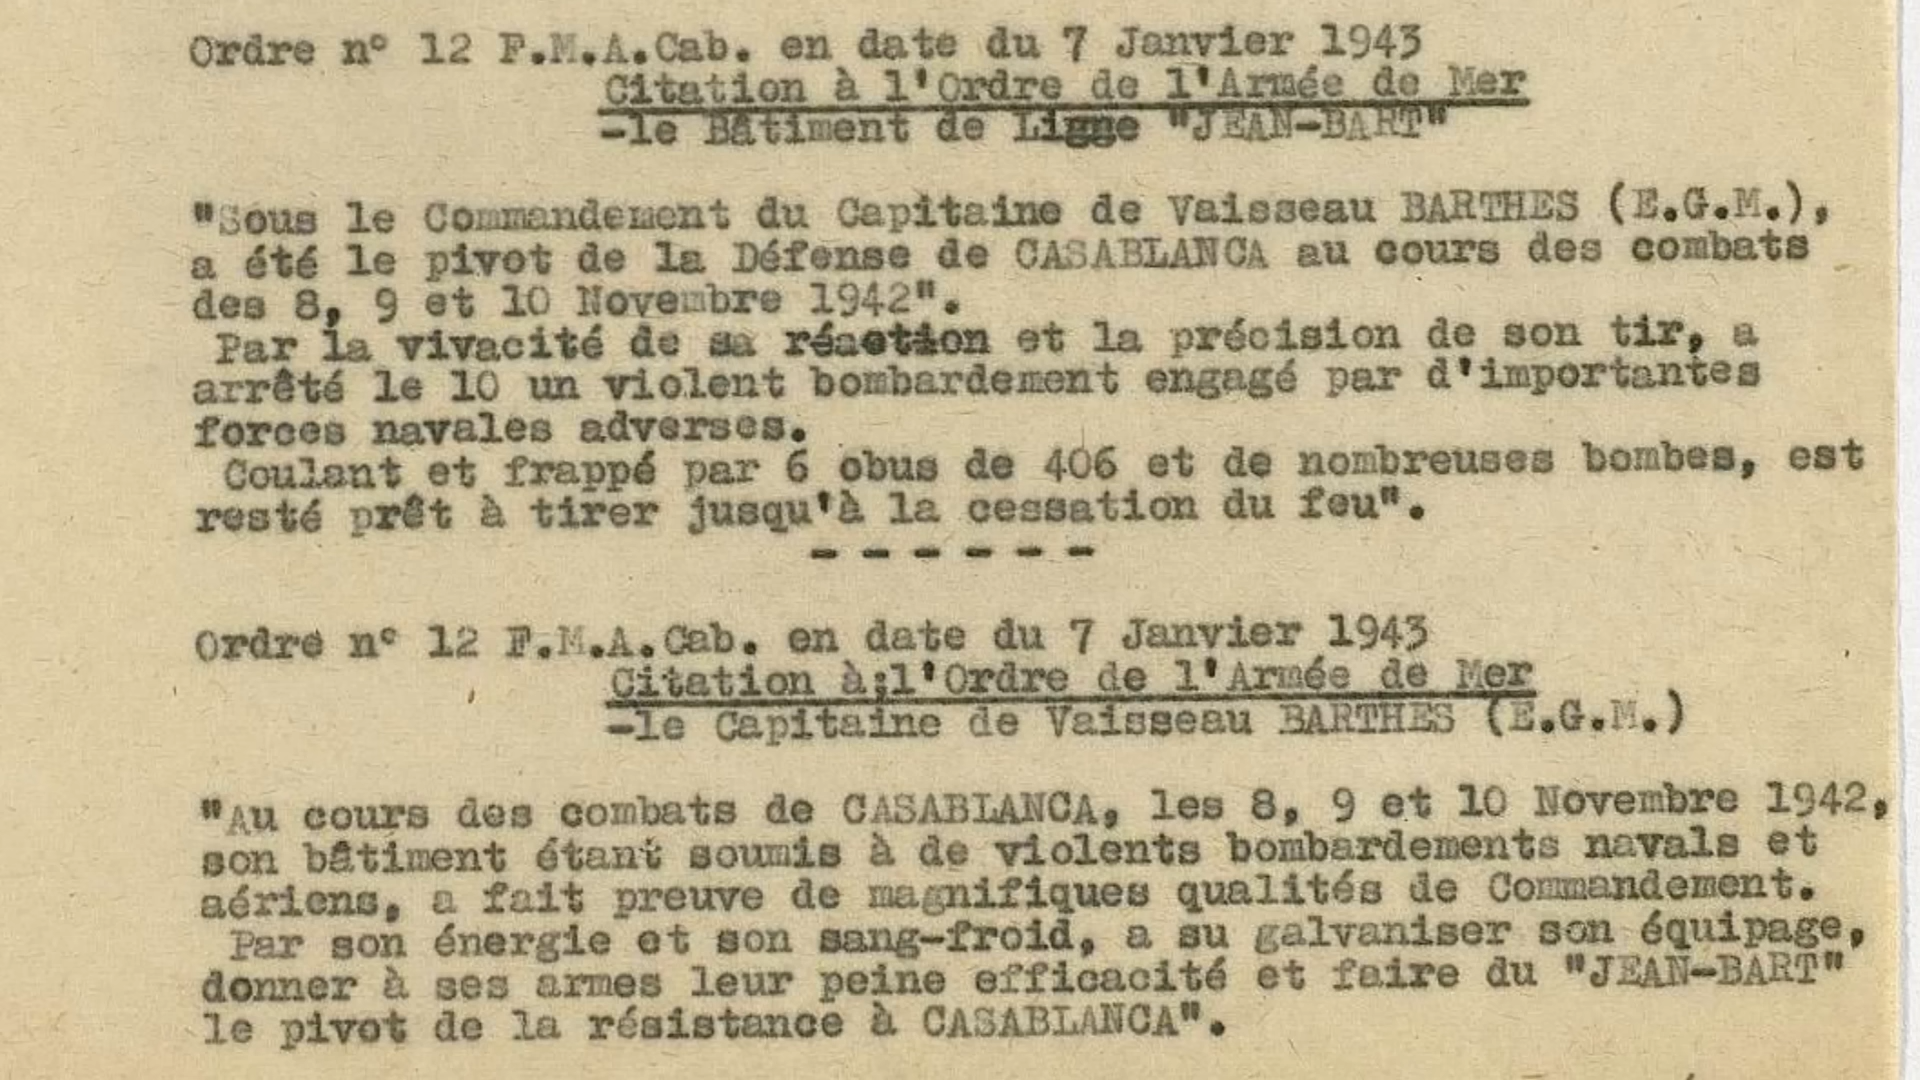 Ordre n° 12 F.M.A.Cab. en date du 7 Janvier 1943
Citation à l'Ordre de l'Armée de Mer
-le Bâtiment de Ligne "JEAN-BART"
"Sous le Commandement du Capitaine de Vaisseau BARTHES (E.G.M.),
a été le pivot de la Défense de CASABLANCA au cours des combats
des 8, 9 et 10 Novembre 1942".
Par la vivacité de sa réaction et la précision de son tir, a
arrêté le 10 un violent bombardement engagé par d'importantes
forces navales adverses.
Coulant et frappé par 6 obus de 406 et de nombreuses bombes, est
resté prêt à tirer jusqu'à la cessation du feu".
- - - - - -
Ordre n° 12 F.M.A.Cab. en date du 7 Janvier 1943
Citation à;l'Ordre de l'Armée de Mer
-le Capitaine de Vaisseau BARTHES (E.G.M.)
"Au cours des combats de CASABLANCA, les 8, 9 et 10 Novembre 1942,
son bâtiment étant soumis à de violents bombardements navals et
aériens, a fait preuve de magnifiques qualités de Commandement.
Par son énergie et son sang-froid, a su galvaniser son équipage,
donner à ses armes leur peine efficacité et faire du "JEAN-BART"
le pivot de la résistance à CASABLANCA".